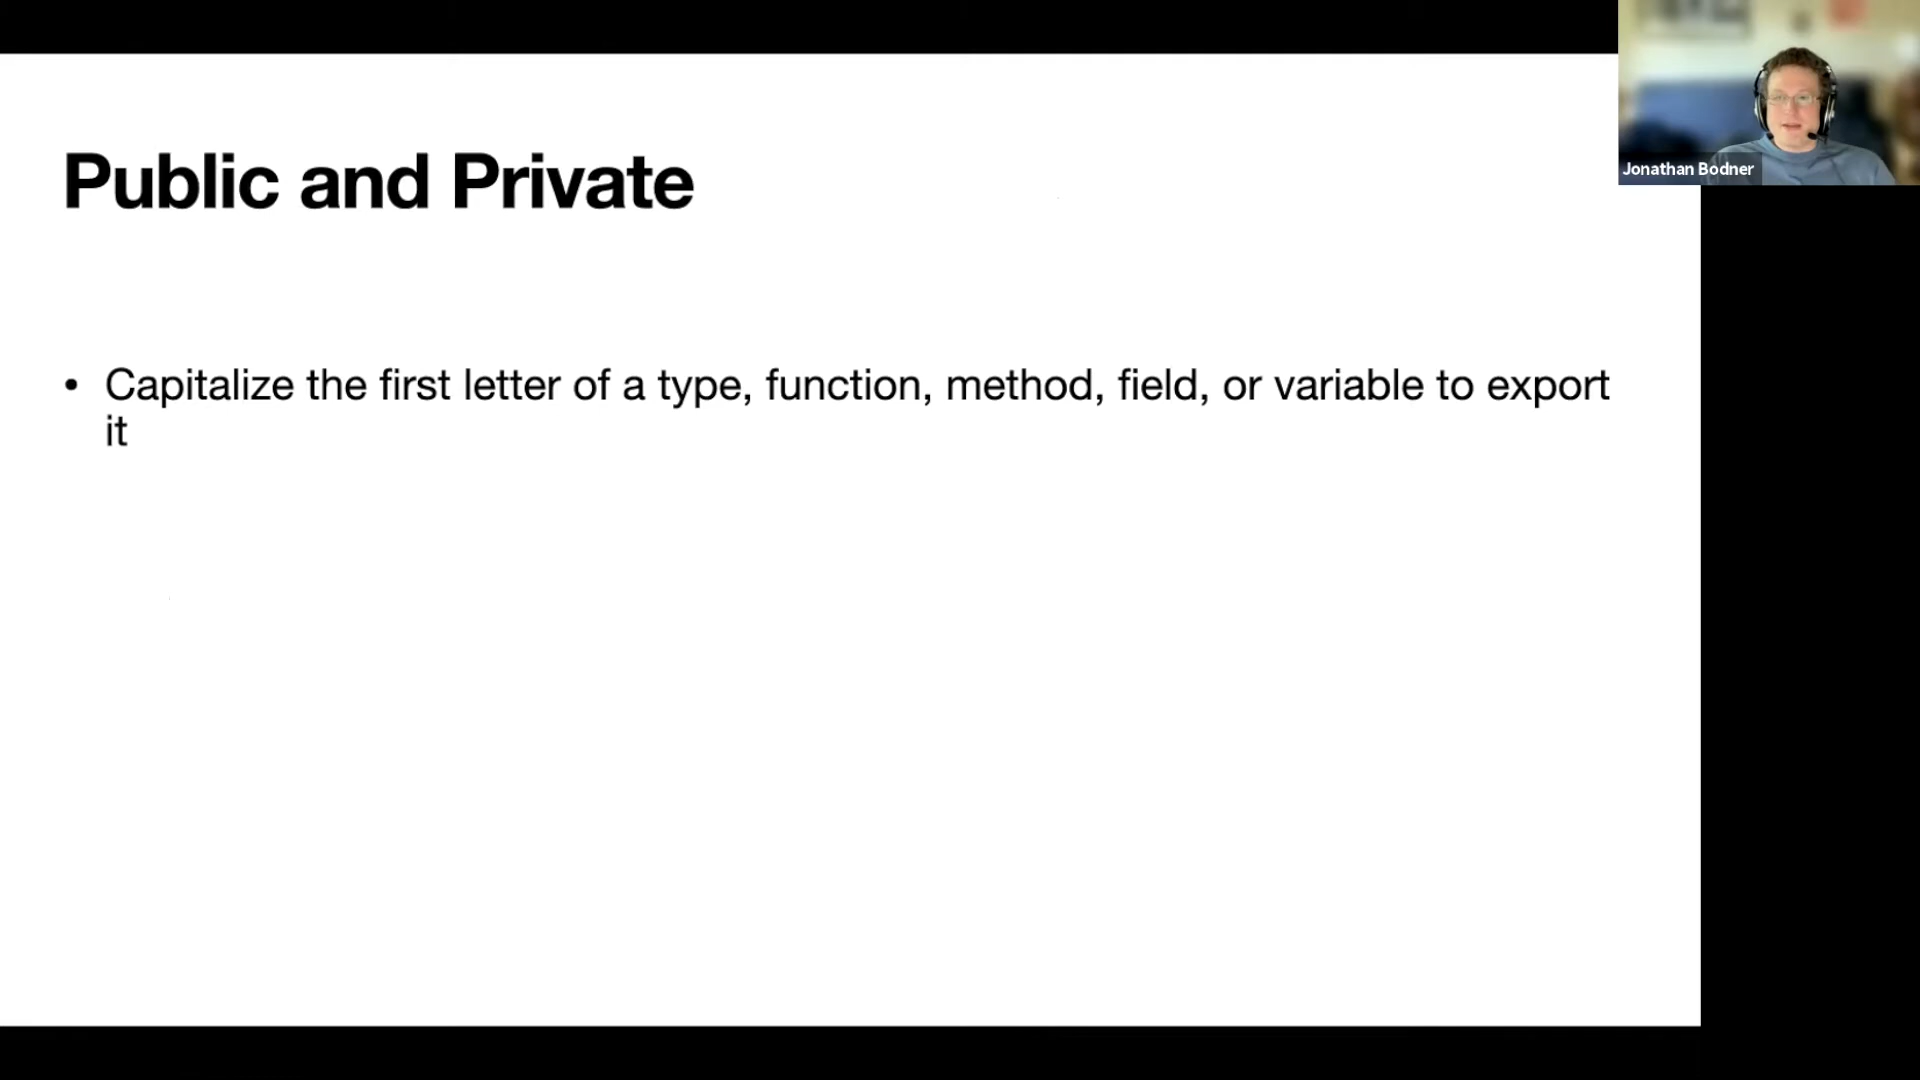 Public and Private
• Capitalize the first letter of a type, function, method, field, or variable to export
it
Jonathan Bodner